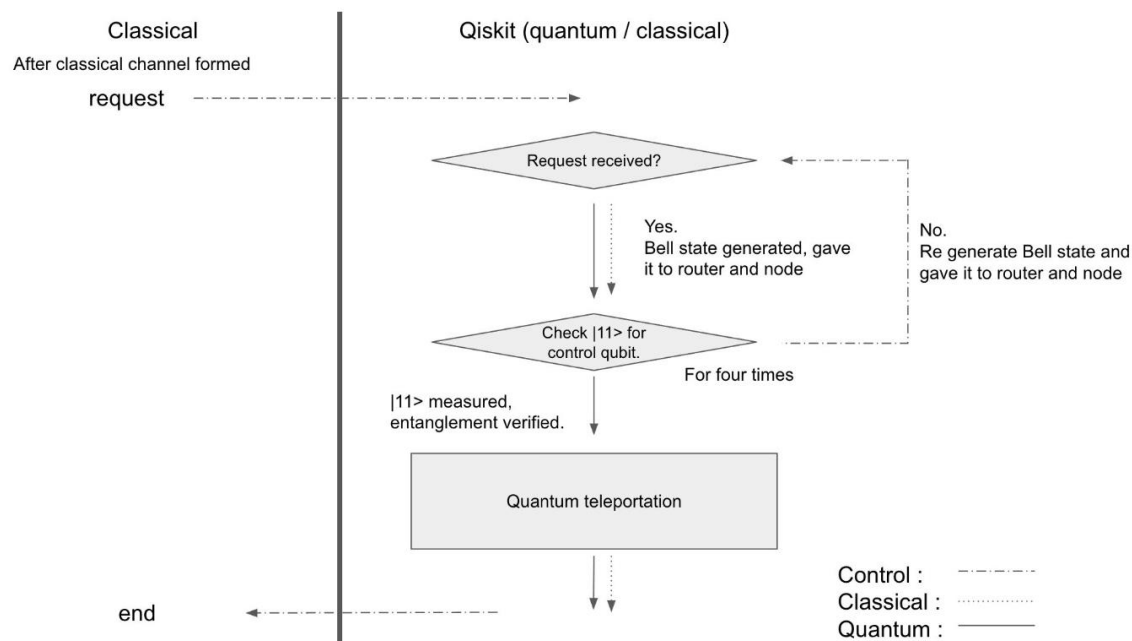 Classical
Qiskit (quantum / classical)
After classical channel formed
request
Request received?
Yes.
Bell state generated, gave
it to router and node
No.
Re generate Bell state and
gave it to router and node
Check |11> for
control qubit.
For four times
|11> measured,
entanglement verified.
Quantum teleportation
end
Control :
Classical :
Quantum :